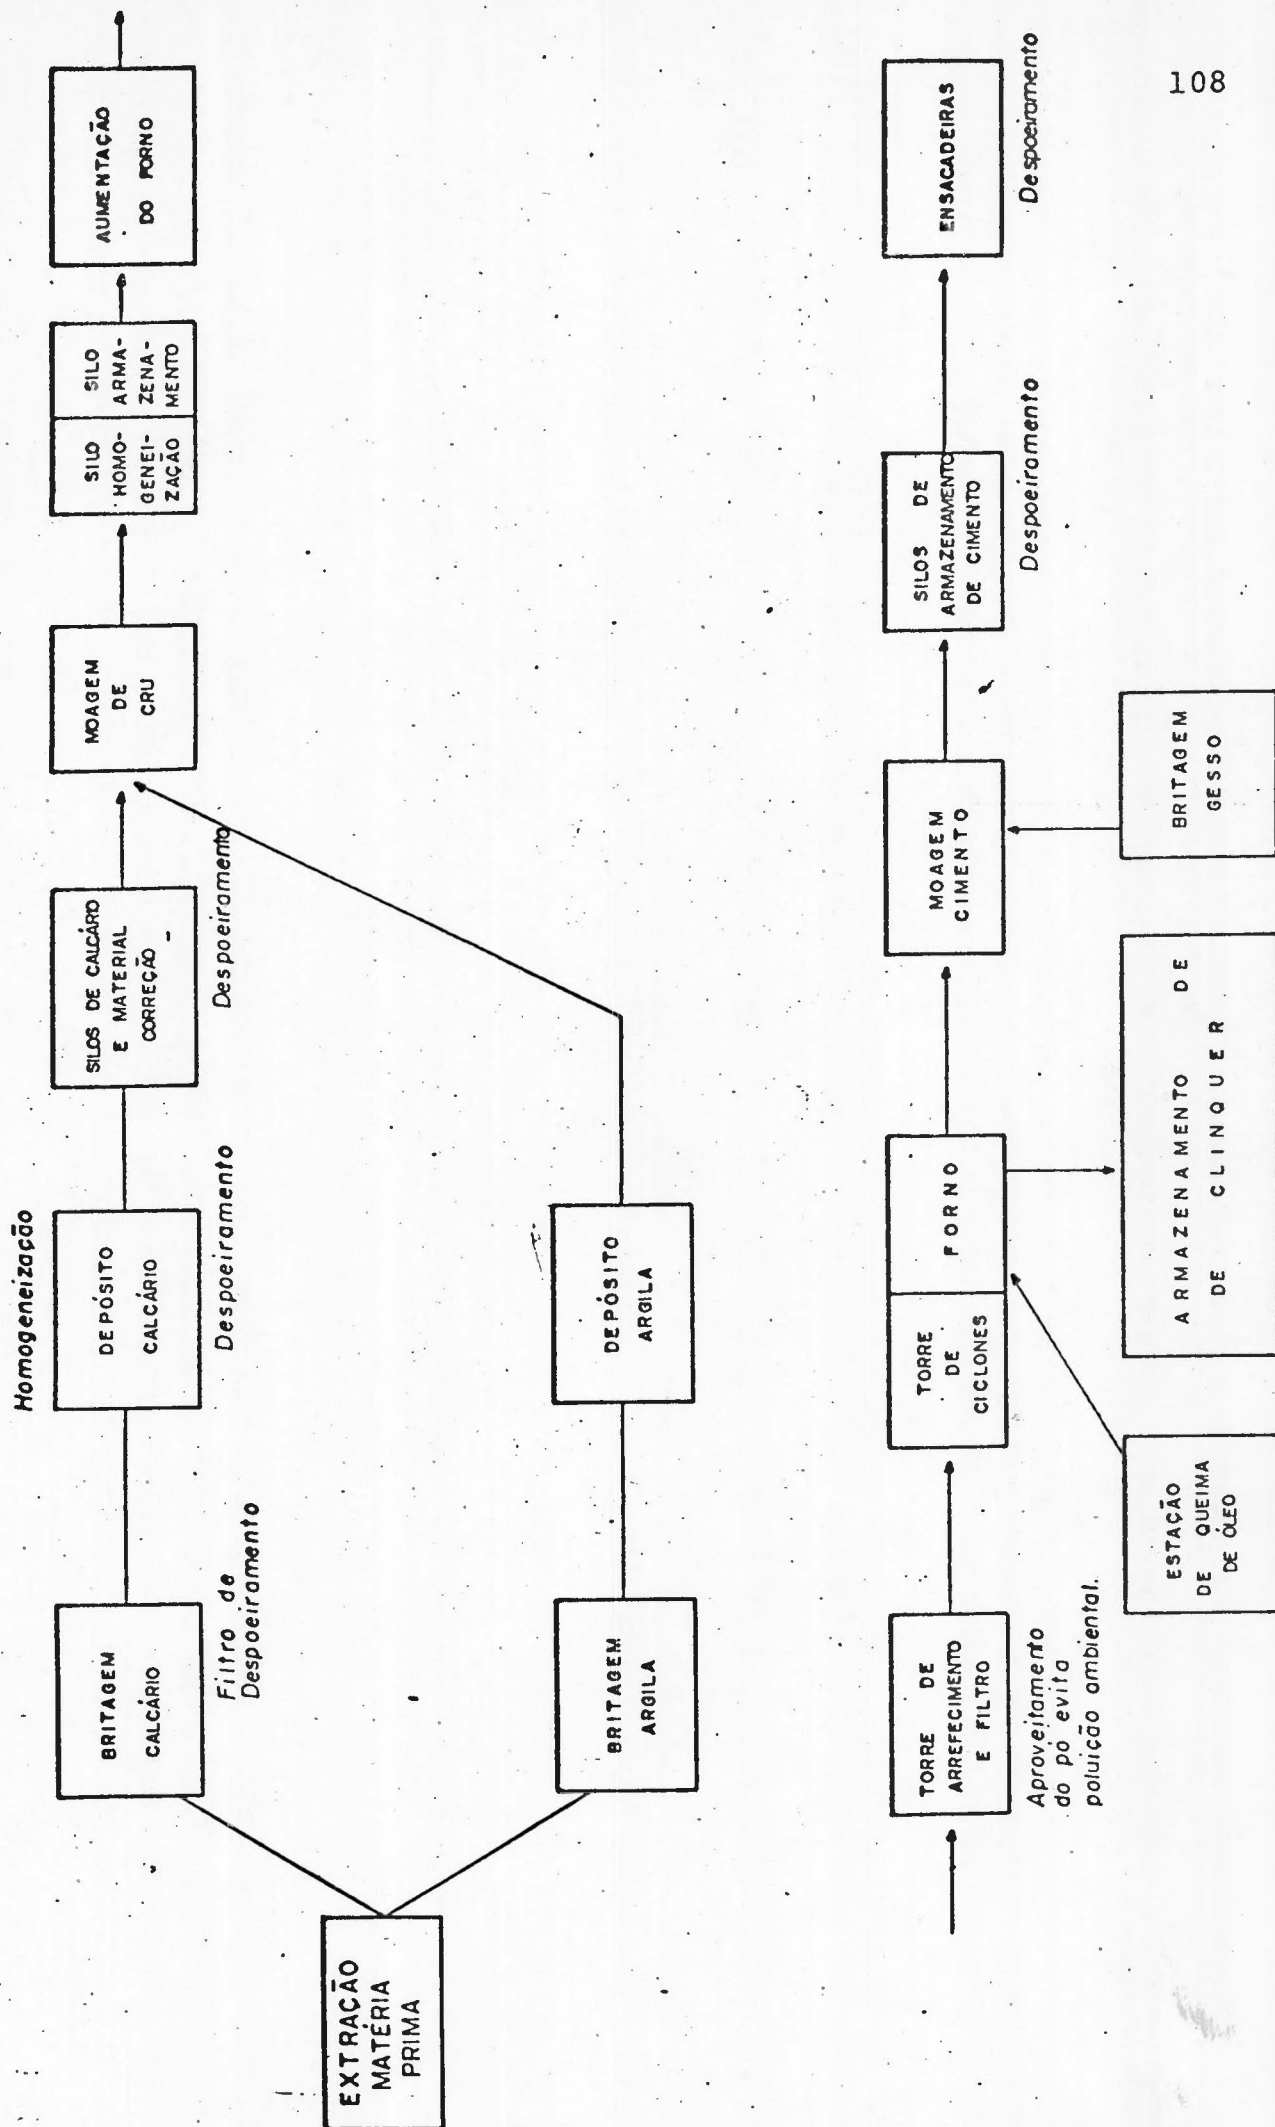 108
EXTRAÇÃO
MATÉRIA
PRIMA
BRITAGEM
CALCÁRIO
Filtro de
Despoeiramento
Homogeneização
DEPÓSITO
CALCÁRIO
Despoeiramento
SILOS DE CALCÁRIO
E MATERIAL
CORREÇÃO
Despoeiramento
MOAGEM
DE
CRU
SILO
HOMO-
GENEI-
ZAÇÃO
SILO
ARMA-
ZENA-
MENTO
AUMENTAÇÃO
DO FORNO
BRITAGEM
ARGILA
DEPÓSITO
ARGILA
TORRE DE
ARREFECIMENTO
E FILTRO
Aproveitamento
do pó evita
poluição ambiental.
TORRE
DE
CICLONES
FORNO
MOAGEM
CIMENTO
SILOS DE
ARMAZENAMENTO
DE CIMENTO
Despoeiramento
ENSACADEIRAS
Despoeiramento
ESTAÇÃO
DE QUEIMA
DE ÓLEO
ARMAZENAMENTO DE
DE CLINQUER
BRITAGEM
GESSO